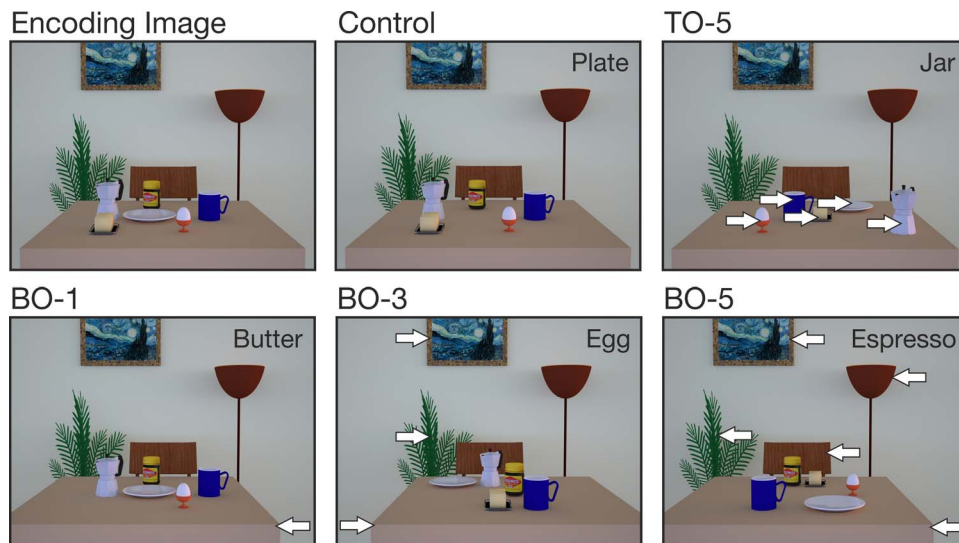 Encoding Image
Control
TO-5
Plate
Jar
BO-1
BO-3
BO-5
Butter
Egg
Espresso